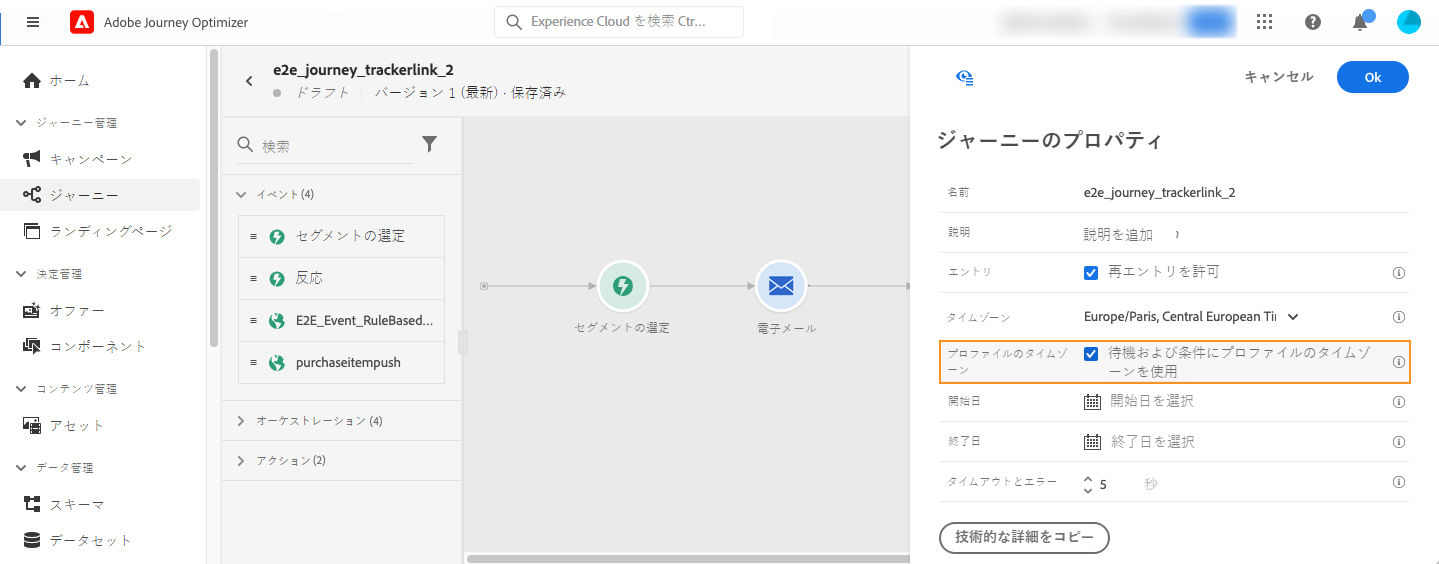 Adobe Journey Optimizer
Experience Cloud を検索 Ctr...
ホーム
ジャーニー管理
キャンペーン
ジャーニー
ランディングページ
決定管理
オファー
コンポーネント
コンテンツ管理
アセット
データ管理
スキーマ
データセット
e2e_journey_trackerlink_2
ドラフト
バージョン 1 (最新) · 保存済み
検索
イベント (4)
セグメントの選定
反応
E2E_Event_RuleBased...
purchaseitempush
オーケストレーション (4)
アクション (2)
セグメントの選定
電子メール
キャンセル
Ok
ジャーニーのプロパティ
名前
e2e_journey_trackerlink_2
説明
説明を追加
エントリ
再エントリを許可
タイムゾーン
Europe/Paris, Central European Ti
プロファイルのタイムゾ
ーン
待機および条件にプロファイルのタイムゾ
ーンを使用
開始日
開始日を選択
終了日
終了日を選択
タイムアウトとエラー
5
秒
技術的な詳細をコピー